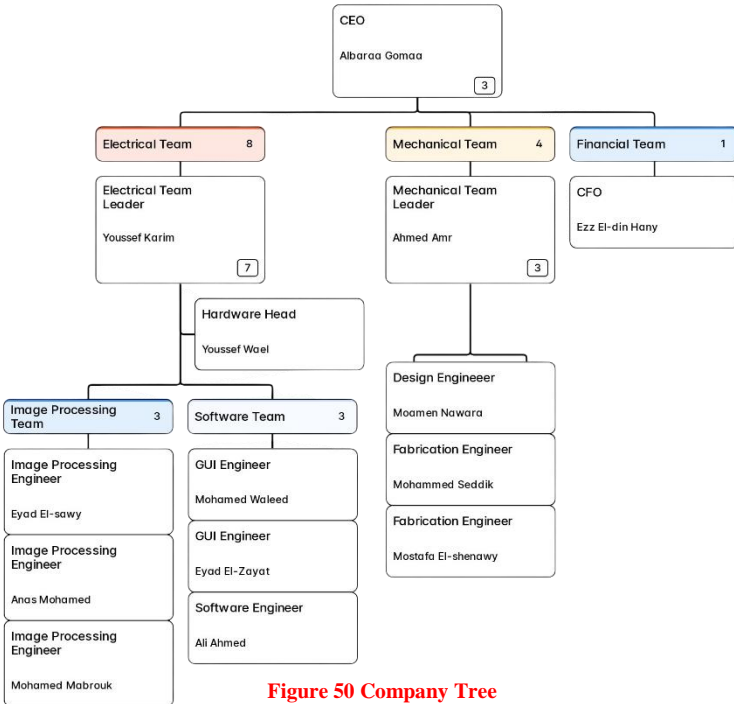 CEO
Albaraa Gomaa
3
Electrical Team 8
Mechanical Team 4
Financial Team 1
Electrical Team
Leader
Youssef Karim
7
Mechanical Team
Leader
Ahmed Amr
3
CFO
Ezz El-din Hany
Hardware Head
Youssef Wael
Image Processing
Team 3
Software Team 3
Image Processing
Engineer
Eyad El-sawy
Image Processing
Engineer
Anas Mohamed
Image Processing
Engineer
Mohamed Mabrouk
GUI Engineer
Mohamed Waleed
GUI Engineer
Eyad El-Zayat
Software Engineer
Ali Ahmed
Design Engineeer
Moamen Nawara
Fabrication Engineer
Mohammed Seddik
Fabrication Engineer
Mostafa El-shenawy
Figure 50 Company Tree